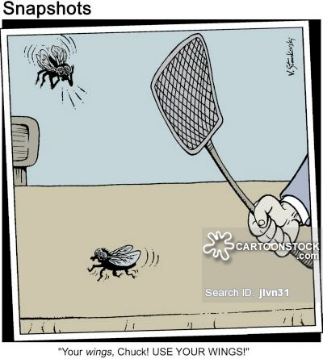 Snapshots
CARTOONSTOCK
.com
Search ID: jlvn31
"Your wings, Chuck! USE YOUR WINGS!"